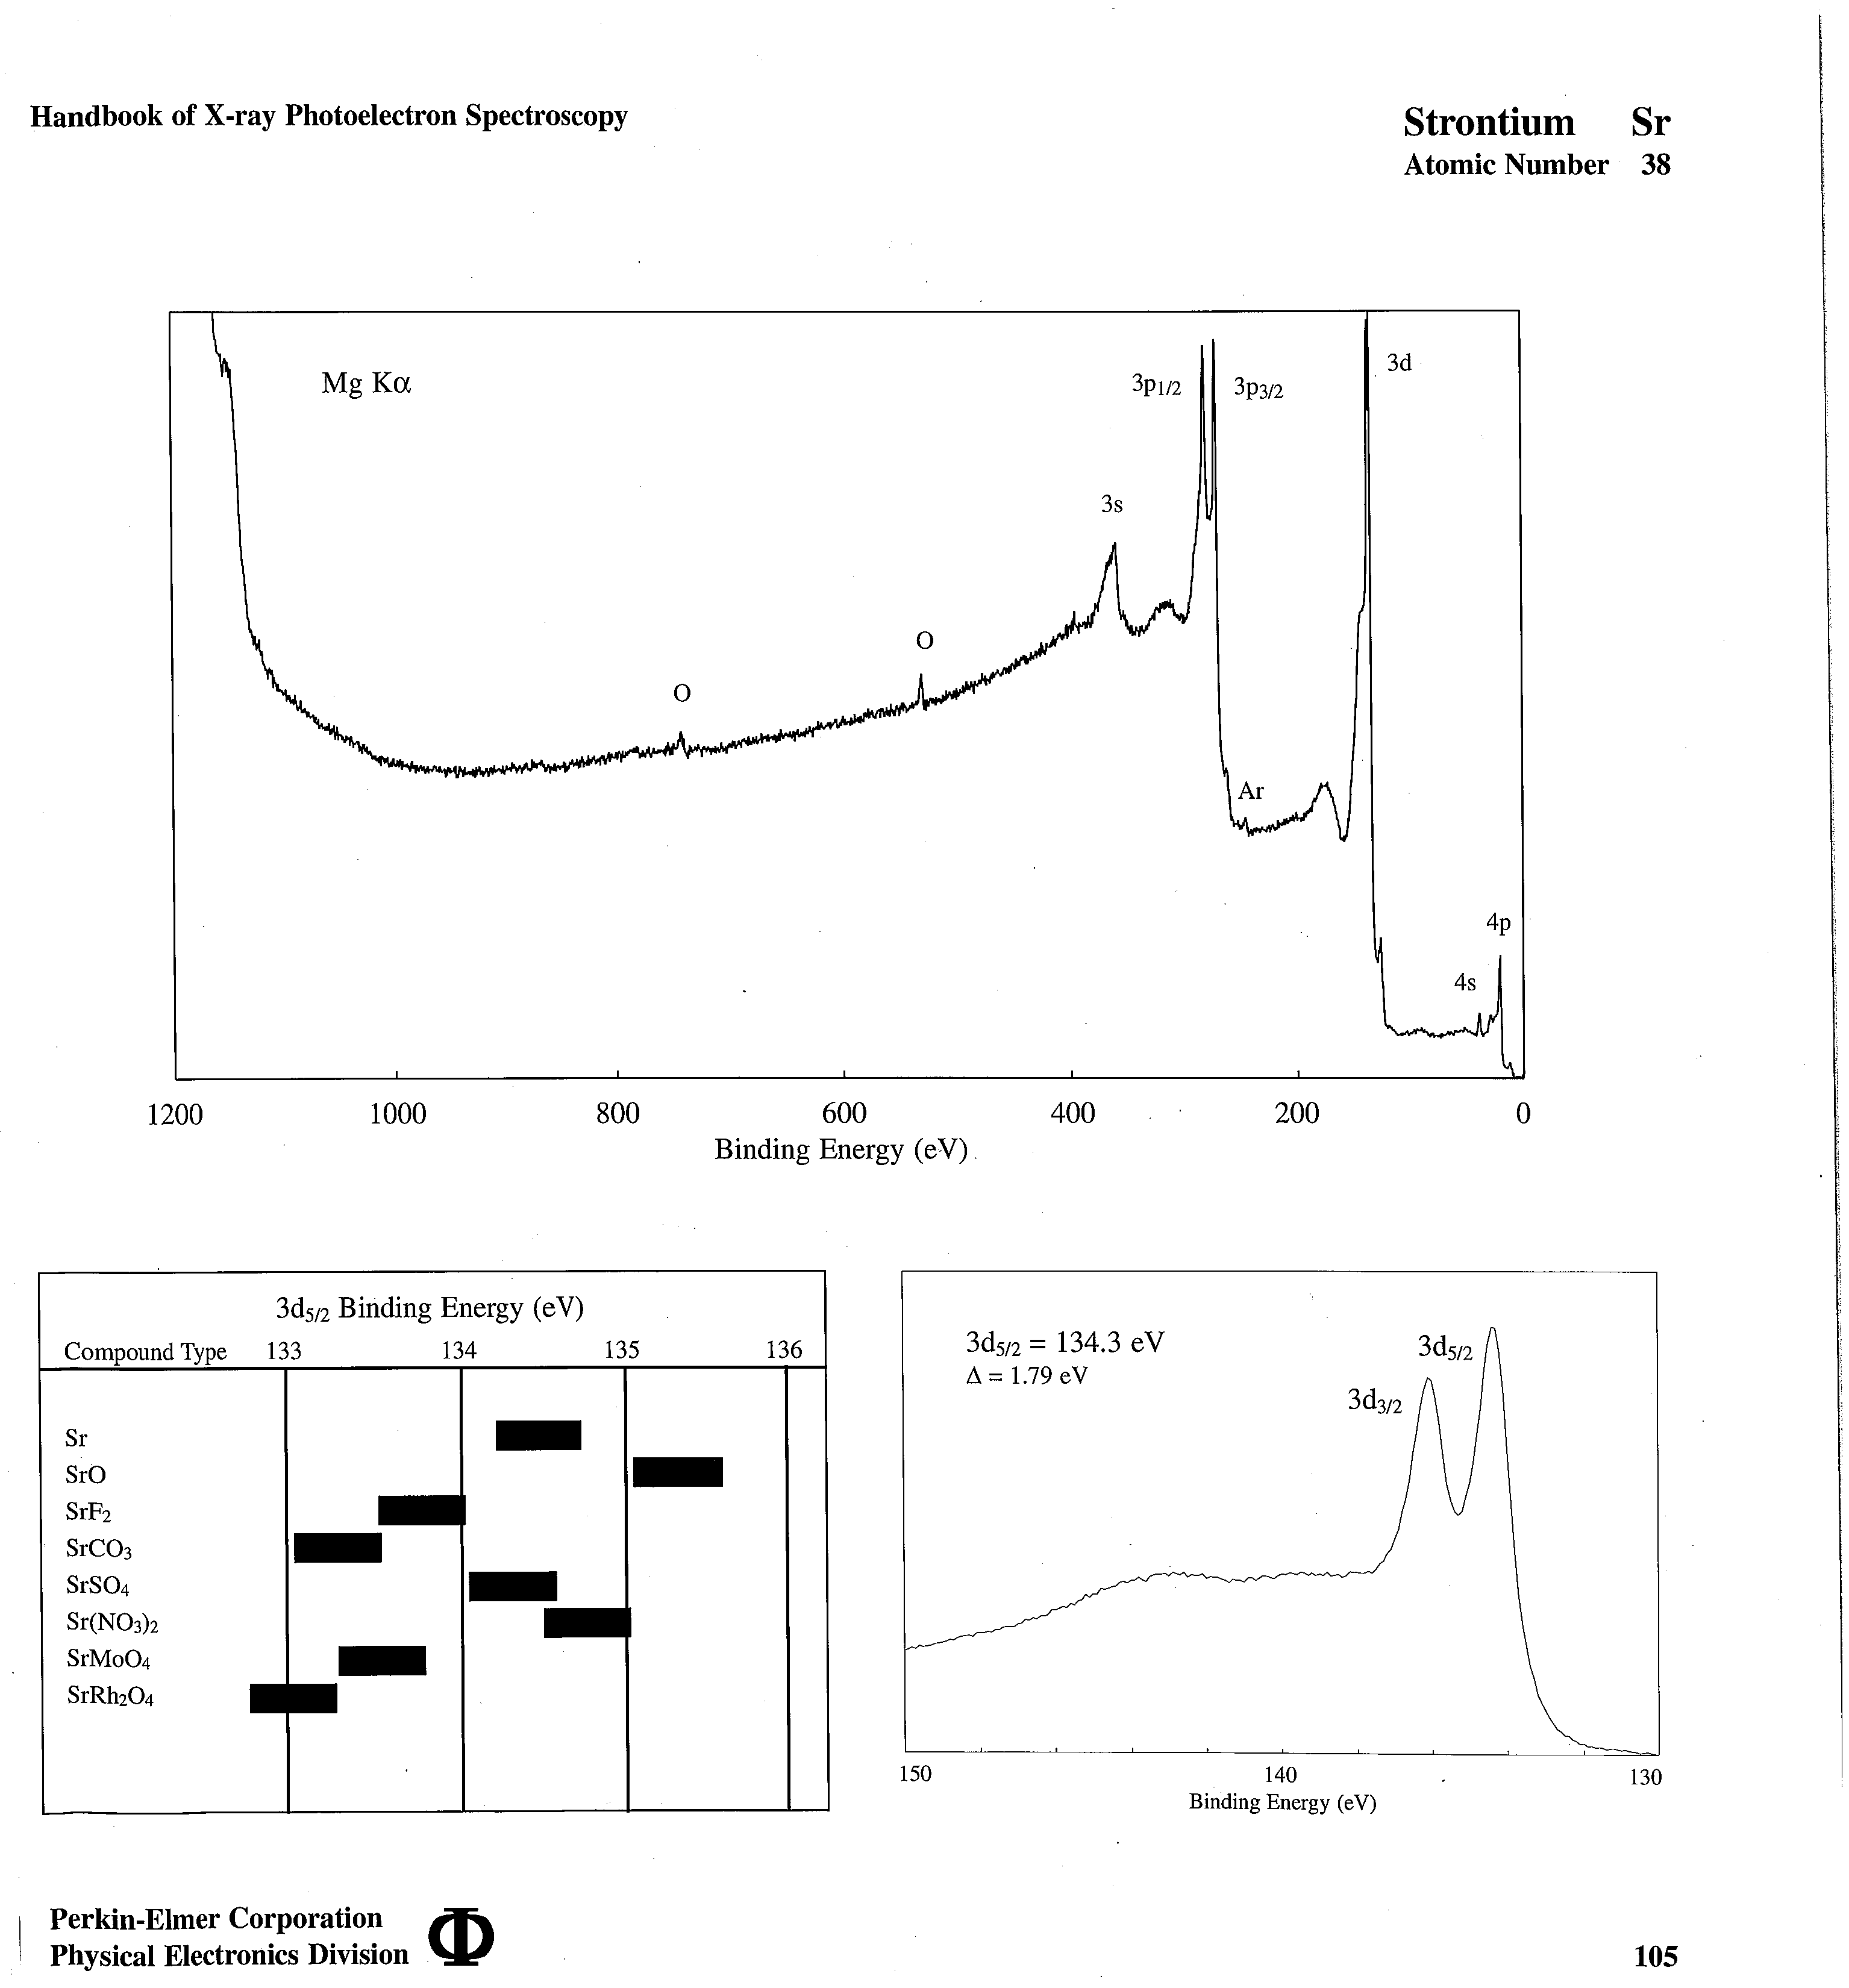 Handbook of X-ray Photoelectron Spectroscopy
Strontium Sr
Atomic Number 38
Mg Kα
3p1/2
3p3/2
3d
3s
O
O
Ar
4p
4s
1200 1000 800 600 400 200 0
Binding Energy (eV)
3d5/2 Binding Energy (eV)
Compound Type 133 134 135 136
Sr
SrO
SrF2
SrCO3
SrSO4
Sr(NO3)2
SrMoO4
SrRh2O4
3d5/2 = 134.3 eV
Δ = 1.79 eV
3d5/2
3d3/2
150 140 130
Binding Energy (eV)
Perkin-Elmer Corporation
Physical Electronics Division
Φ
105